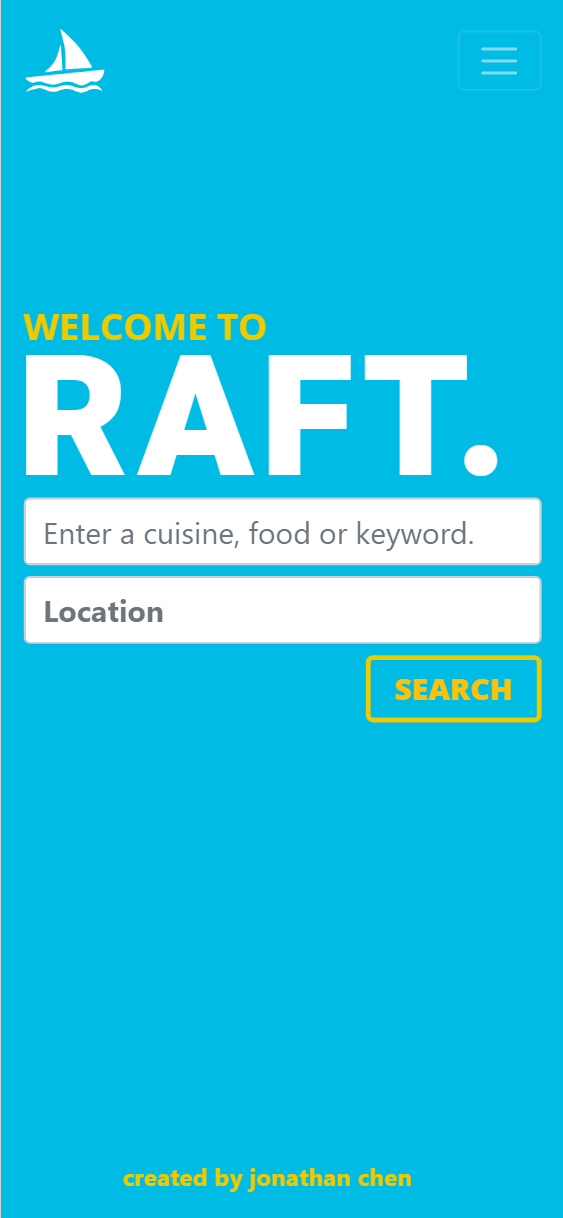 WELCOME TO
RAFT.
Enter a cuisine, food or keyword.
Location
SEARCH
created by jonathan chen